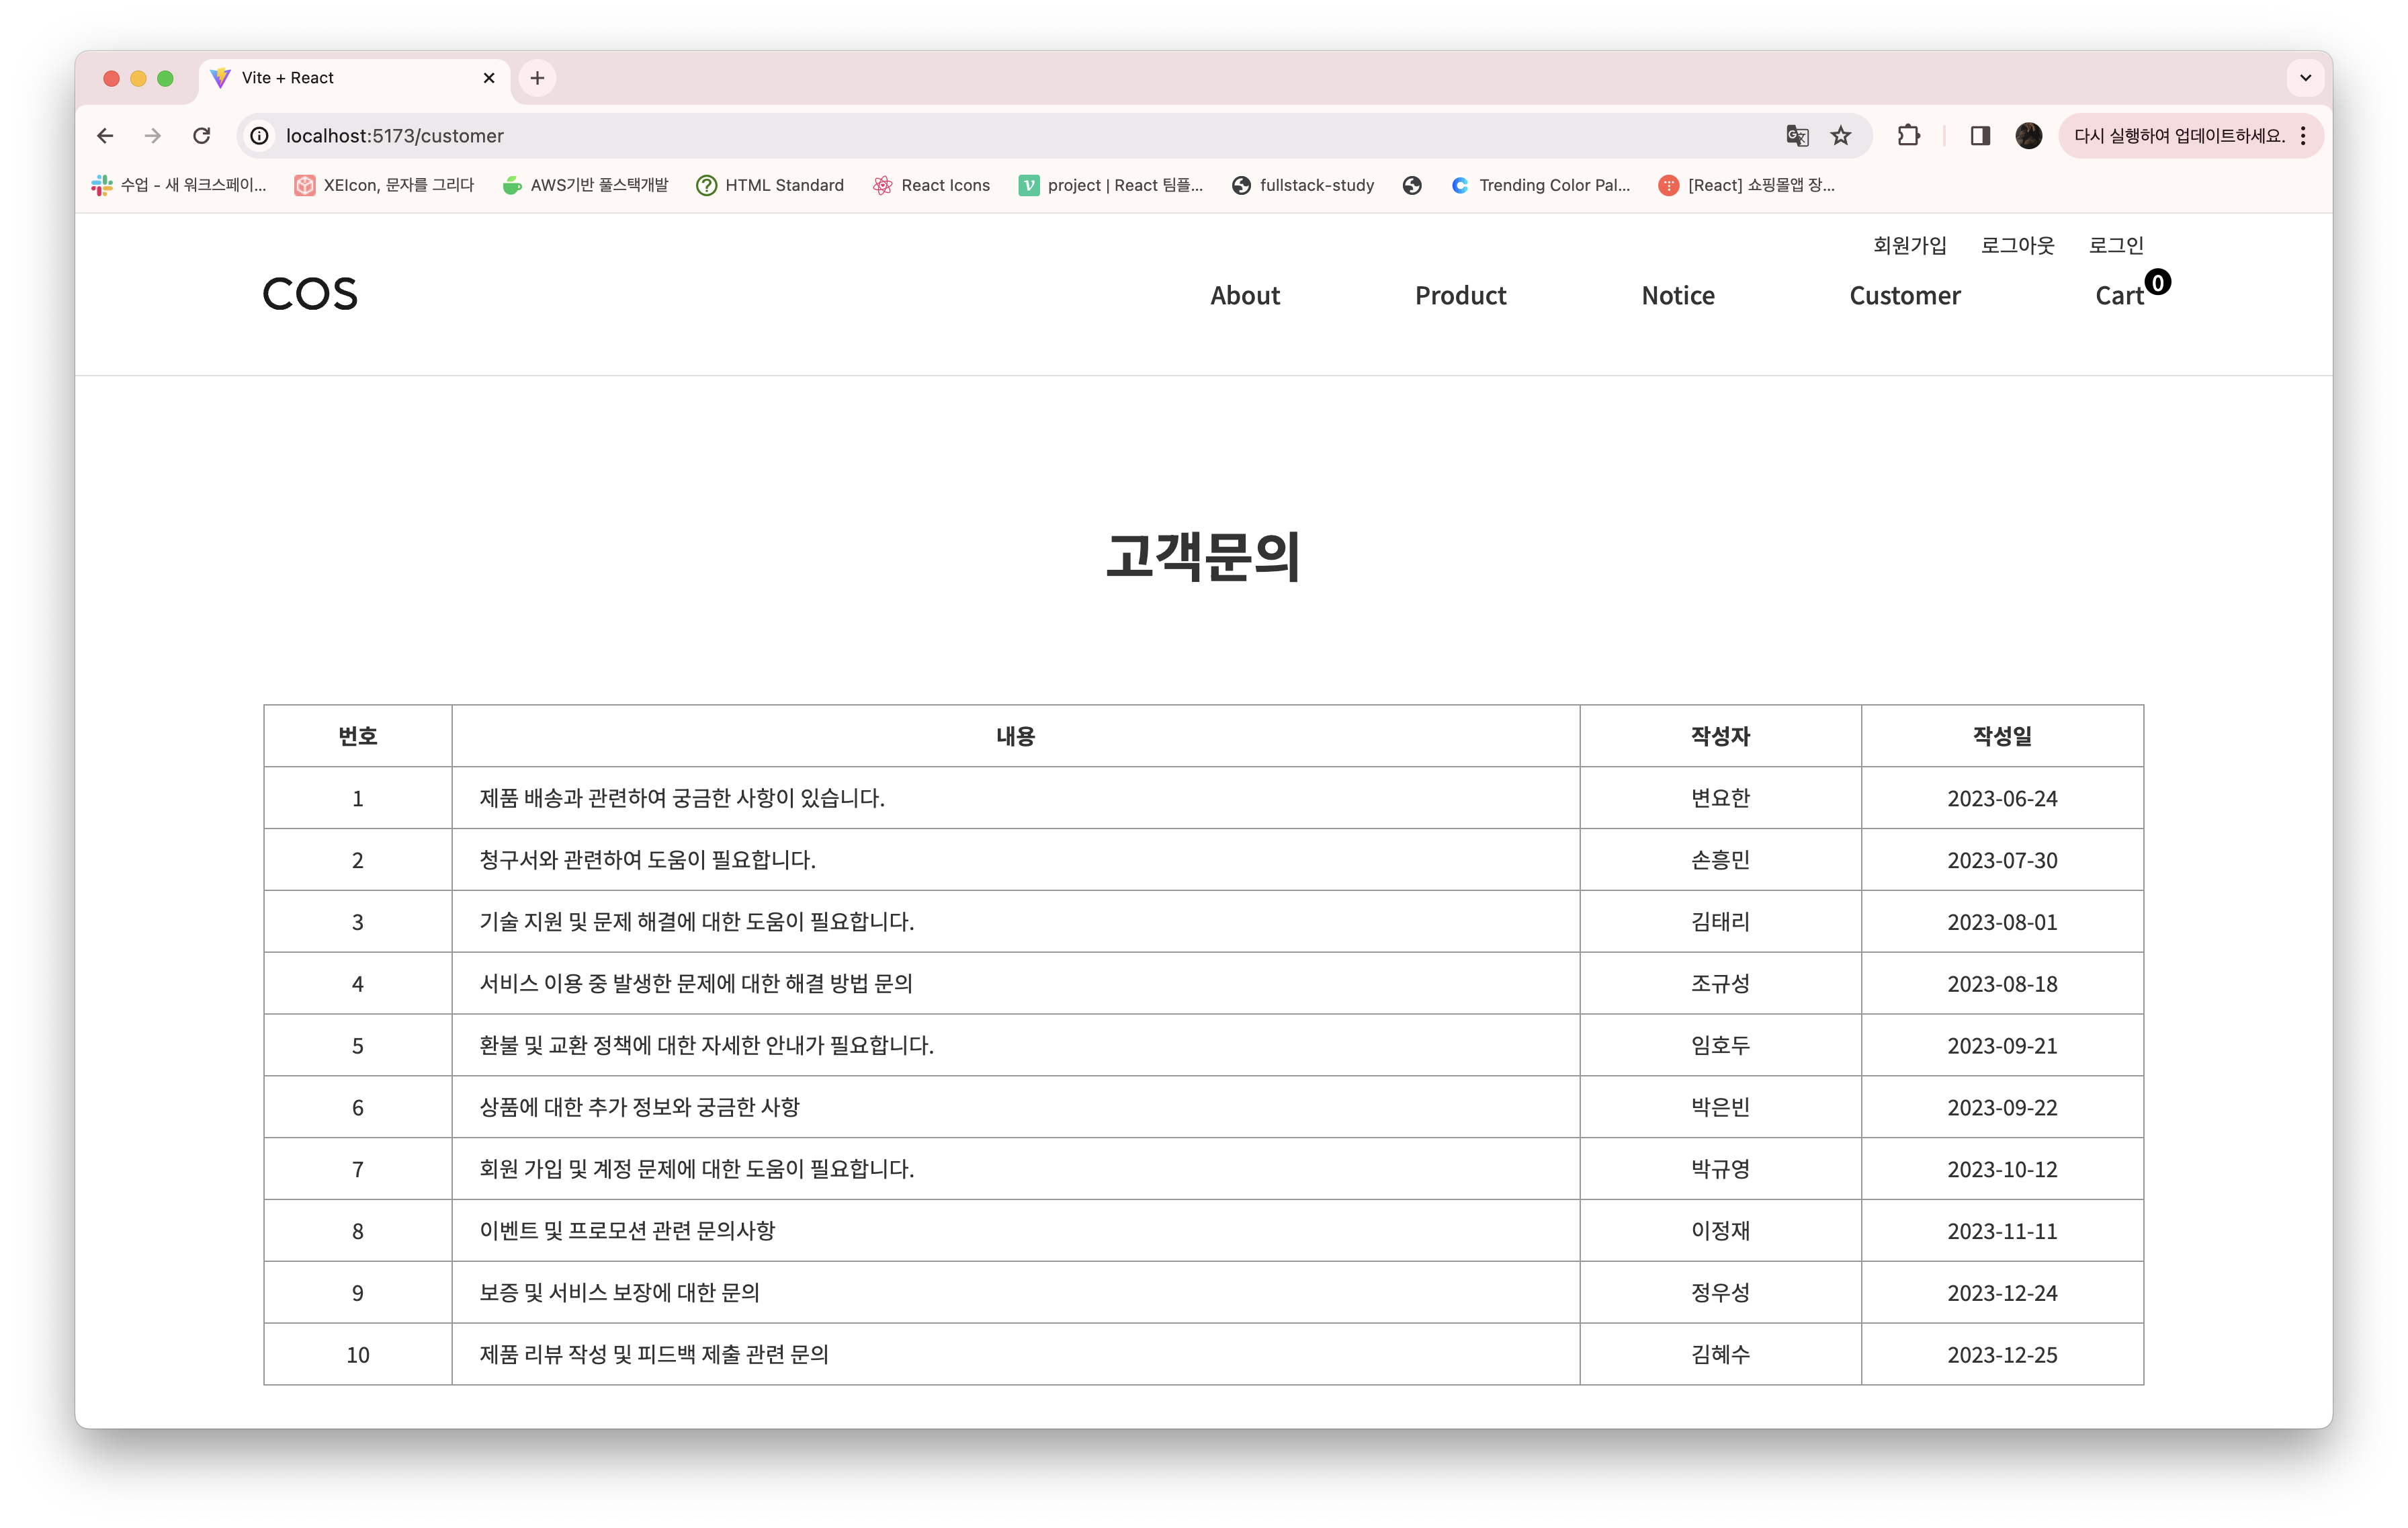 Vite + React
localhost:5173/customer
다시 실행하여 업데이트하세요.
수업 - 새 워크스페이... XEIcon, 문자를 그리다 AWS기반 풀스택개발 HTML Standard React Icons project | React 팀플... fullstack-study Trending Color Pal... [React] 쇼핑몰앱 장...
회원가입 로그아웃 로그인
COS About Product Notice Customer Cart 0
고객문의
번호 내용 작성자 작성일
1 제품 배송과 관련하여 궁금한 사항이 있습니다. 변요한 2023-06-24
2 청구서와 관련하여 도움이 필요합니다. 손흥민 2023-07-30
3 기술 지원 및 문제 해결에 대한 도움이 필요합니다. 김태리 2023-08-01
4 서비스 이용 중 발생한 문제에 대한 해결 방법 문의 조규성 2023-08-18
5 환불 및 교환 정책에 대한 자세한 안내가 필요합니다. 임호두 2023-09-21
6 상품에 대한 추가 정보와 궁금한 사항 박은빈 2023-09-22
7 회원 가입 및 계정 문제에 대한 도움이 필요합니다. 박규영 2023-10-12
8 이벤트 및 프로모션 관련 문의사항 이정재 2023-11-11
9 보증 및 서비스 보장에 대한 문의 정우성 2023-12-24
10 제품 리뷰 작성 및 피드백 제출 관련 문의 김혜수 2023-12-25